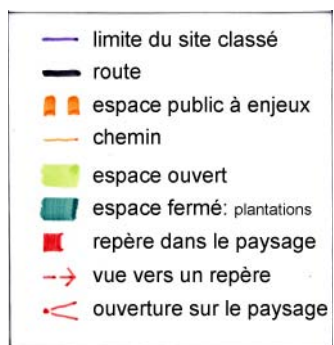 limite du site classé
route
espace public à enjeux
chemin
espace ouvert
espace fermé: plantations
repère dans le paysage
vue vers un repère
ouverture sur le paysage